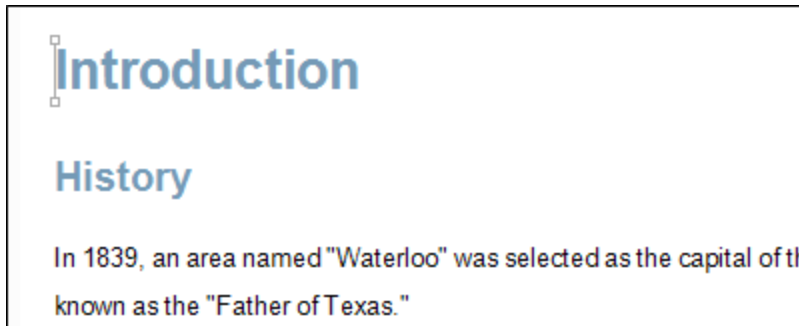 Introduction
History
In 1839, an area named "Waterloo" was selected as the capital of
known as the "Father of Texas."